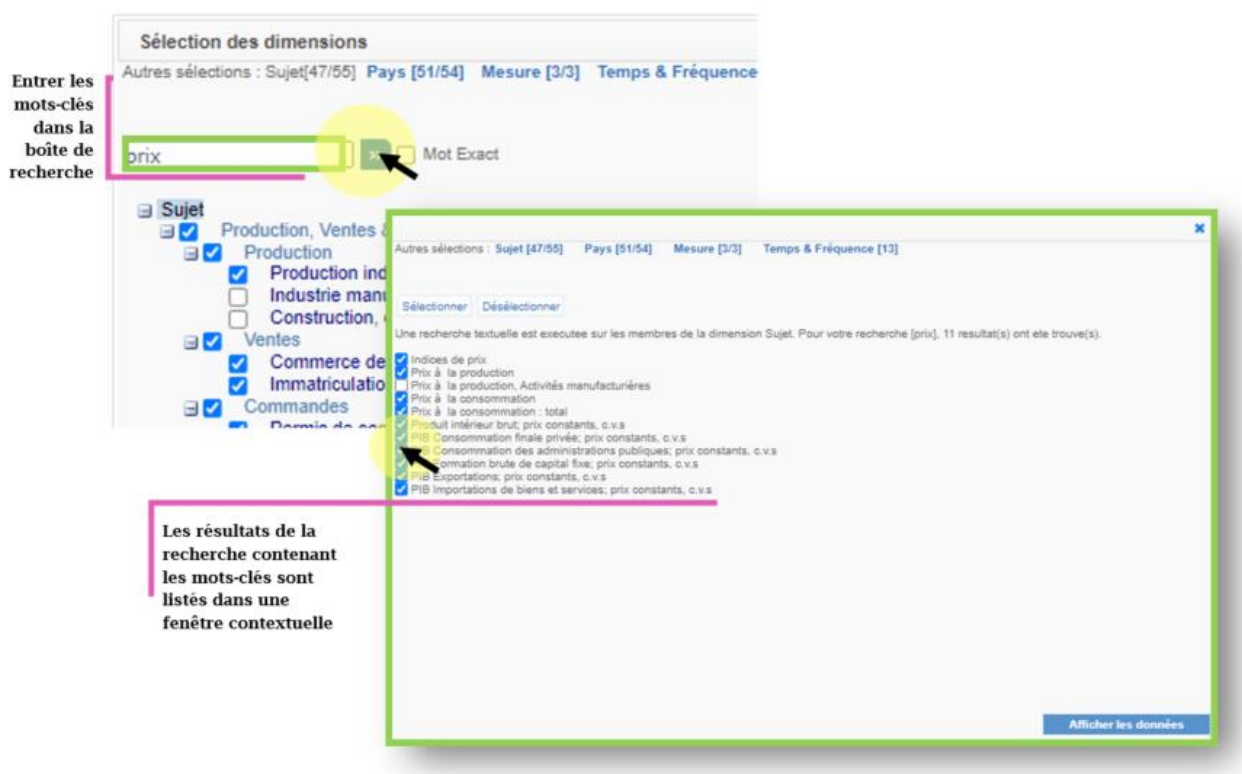 Sélection des dimensions
Autres sélections : Sujet[47/55] Pays [51/54] Mesure [3/3] Temps & Fréquence
Entrer les
mots-clés
dans la
boîte de
recherche
prix
» Mot Exact
Sujet
Production, Ventes &
Production
Production ind
Industrie manu
Construction,
Ventes
Commerce de
Immatriculatio
Commandes
Permis de con
Autres sélections : Sujet [47/55] Pays [51/54] Mesure [3/3] Temps & Fréquence [13]
Sélectionner Désélectionner
Une recherche textuelle est executee sur les membres de la dimension Sujet. Pour votre recherche [prix], 11 resultat(s) ont ete trouve(s).
Indices de prix
Prix à la production
Prix à la production, Activités manufacturières
Prix à la consommation
Prix à la consommation : total
Produit intérieur brut; prix constants, c.v.s
PIB Consommation finale privée; prix constants, c.v.s
PIB Consommation des administrations publiques; prix constants, c.v.s
Formation brute de capital fixe; prix constants, c.v.s
PIB Exportations; prix constants, c.v.s
PIB Importations de biens et services; prix constants, c.v.s
Les résultats de la
recherche contenant
les mots-clés sont
listés dans une
fenêtre contextuelle
Afficher les données